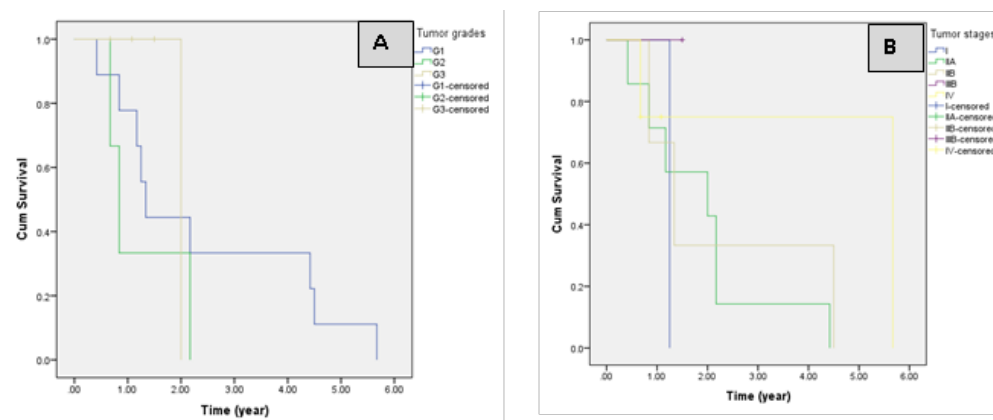 A
Tumor grades
G1
G2
G3
G1-censored
G2-censored
G3-censored
Cum Survival
1.0
0.8
0.6
0.4
0.2
0.0
.00 1.00 2.00 3.00 4.00 5.00 6.00
Time (year)
B
Tumor stages
I
IIA
IIB
IIIB
IV
I-censored
IIA-censored
IIB-censored
IIIB-censored
IV-censored
Cum Survival
1.0
0.8
0.6
0.4
0.2
0.0
.00 1.00 2.00 3.00 4.00 5.00 6.00
Time (year)